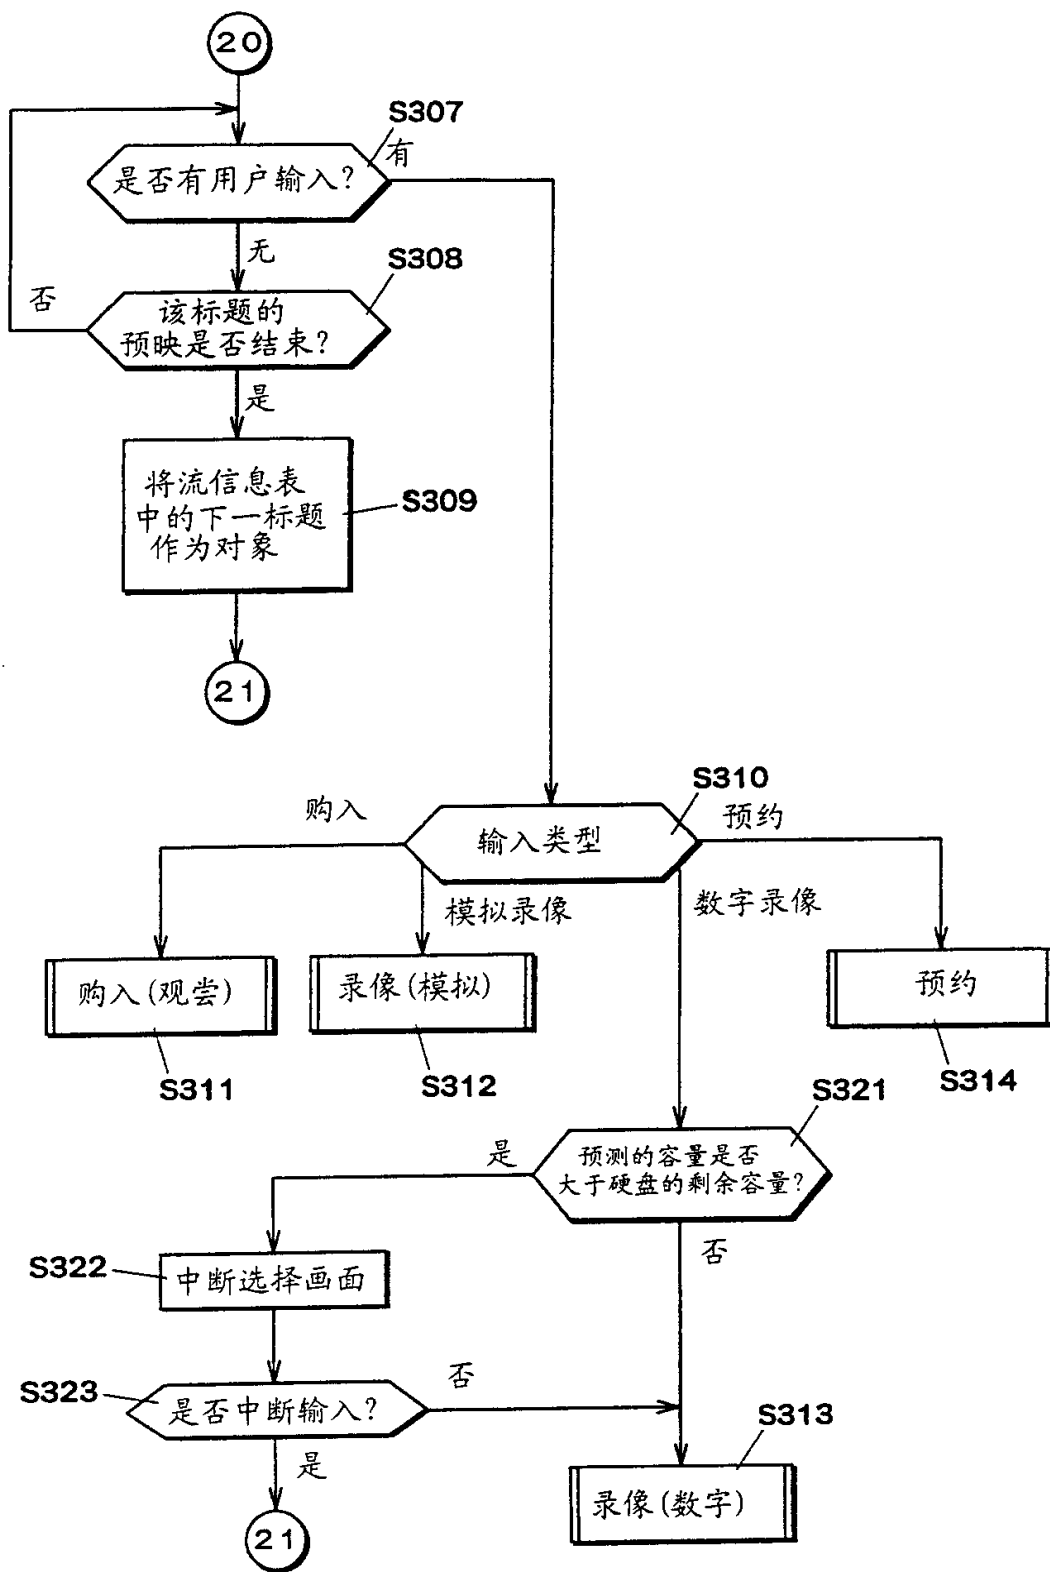 20
S307
是否有用户输入?
有
无
S308
否
该标题的
预映是否结束?
是
将流信息表
中的下一标题
作为对象
S309
21
S310
购入
输入类型
预约
模拟录像
数字录像
购入(观尝)
录像(模拟)
预约
S311
S312
S314
S321
是
预测的容量是否
大于硬盘的剩余容量?
否
S322
中断选择画面
S323
是否中断输入?
否
S313
是
录像(数字)
21